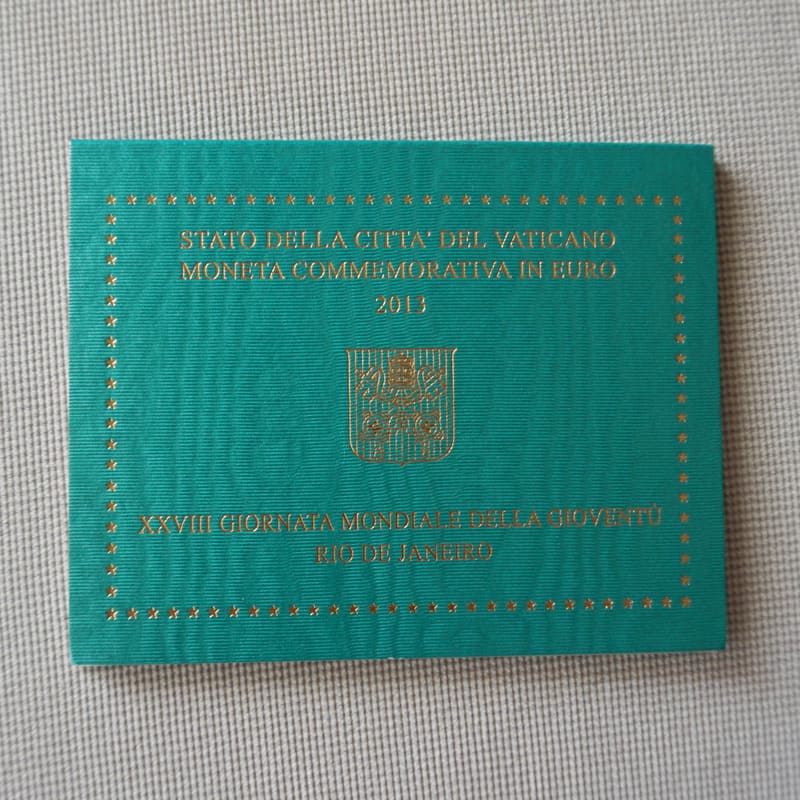 STATO DELLA CITTA' DEL VATICANO
MONETA COMMEMORATIVA IN EURO
2013
XXVIII GIORNATA MONDIALE DELLA GIOVENTÙ
RIO DE JANEIRO